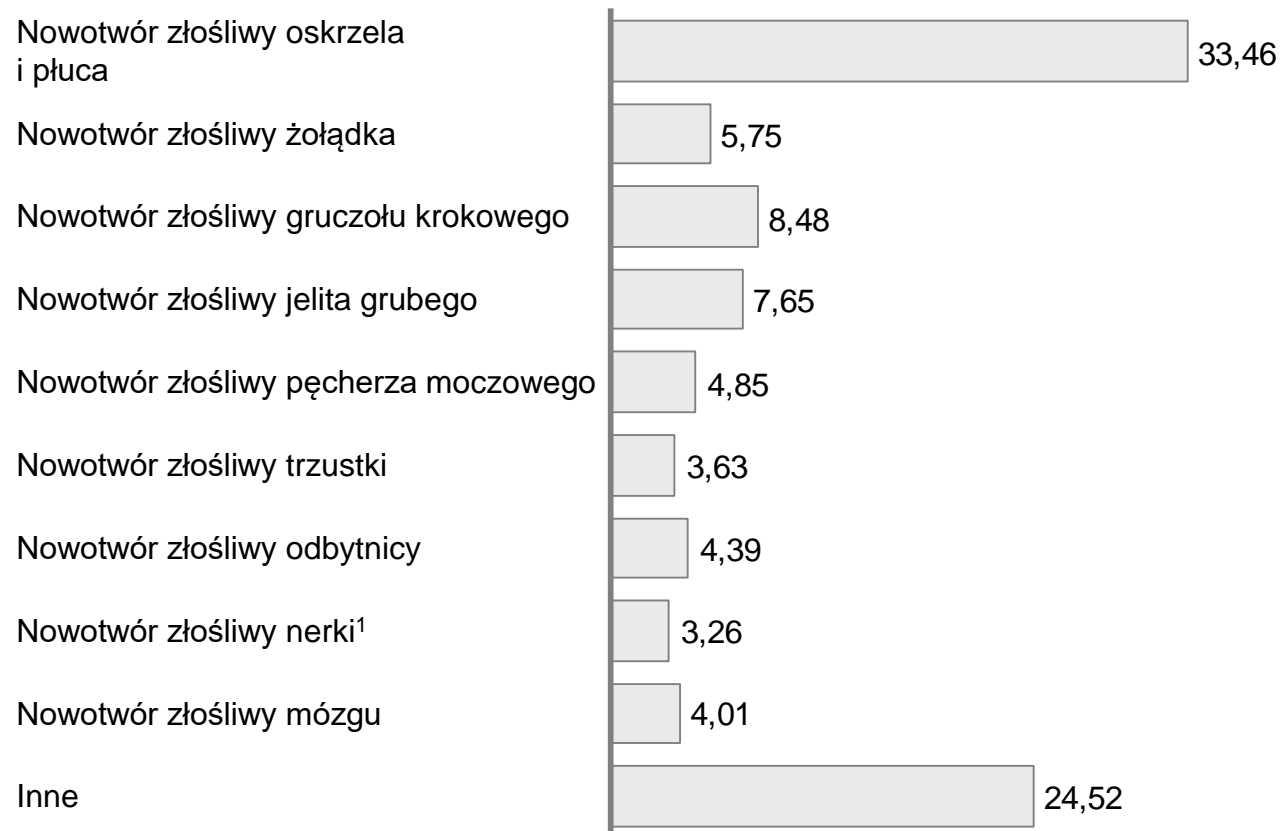 Nowotwór złośliwy oskrzela
i płuca
33,46
Nowotwór złośliwy żołądka
5,75
Nowotwór złośliwy gruczołu krokowego
8,48
Nowotwór złośliwy jelita grubego
7,65
Nowotwór złośliwy pęcherza moczowego
4,85
Nowotwór złośliwy trzustki
3,63
Nowotwór złośliwy odbytnicy
4,39
Nowotwór złośliwy nerki¹
3,26
Nowotwór złośliwy mózgu
4,01
Inne
24,52